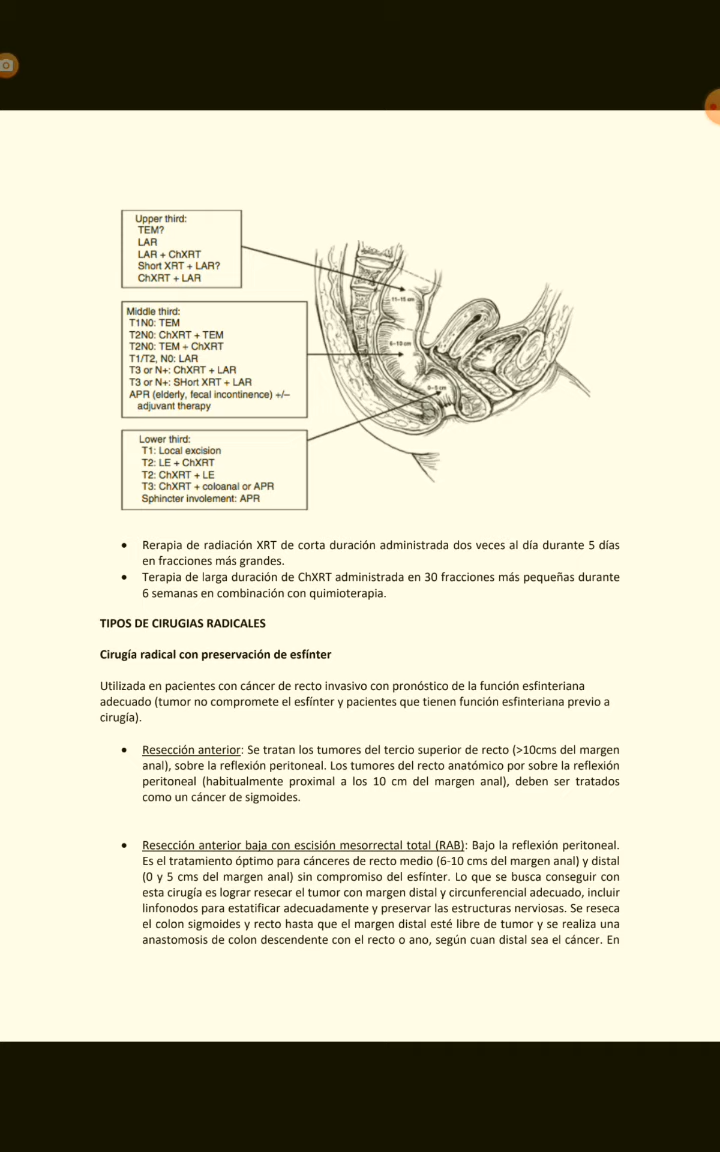 Upper third:
TEM?
LAR
LAR + ChXRT
Short XRT + LAR?
ChXRT + LAR
11–15 cm
Middle third:
T1N0: TEM
T2N0: ChXRT + TEM
T2N0: TEM + ChXRT
T1/T2, N0: LAR
T3 or N+: ChXRT + LAR
T3 or N+: SHort XRT + LAR
APR (elderly, fecal incontinence) +/–
adjuvant therapy
6–10 cm
0–5 cm
Lower third:
T1: Local excision
T2: LE + ChXRT
T2: ChXRT + LE
T3: ChXRT + coloanal or APR
Sphincter involement: APR
• Rerapia de radiación XRT de corta duración administrada dos veces al día durante 5 días
en fracciones más grandes.
• Terapia de larga duración de ChXRT administrada en 30 fracciones más pequeñas durante
6 semanas en combinación con quimioterapia.
TIPOS DE CIRUGIAS RADICALES
Cirugía radical con preservación de esfínter
Utilizada en pacientes con cáncer de recto invasivo con pronóstico de la función esfinteriana
adecuado (tumor no compromete el esfínter y pacientes que tienen función esfinteriana previo a
cirugía).
• Resección anterior: Se tratan los tumores del tercio superior de recto (>10cms del margen
anal), sobre la reflexión peritoneal. Los tumores del recto anatómico por sobre la reflexión
peritoneal (habitualmente proximal a los 10 cm del margen anal), deben ser tratados
como un cáncer de sigmoides.
• Resección anterior baja con escisión mesorrectal total (RAB): Bajo la reflexión peritoneal.
Es el tratamiento óptimo para cánceres de recto medio (6-10 cms del margen anal) y distal
(0 y 5 cms del margen anal) sin compromiso del esfínter. Lo que se busca conseguir con
esta cirugía es lograr resecar el tumor con margen distal y circunferencial adecuado, incluir
linfonodos para estatificar adecuadamente y preservar las estructuras nerviosas. Se reseca
el colon sigmoides y recto hasta que el margen distal esté libre de tumor y se realiza una
anastomosis de colon descendente con el recto o ano, según cuan distal sea el cáncer. En